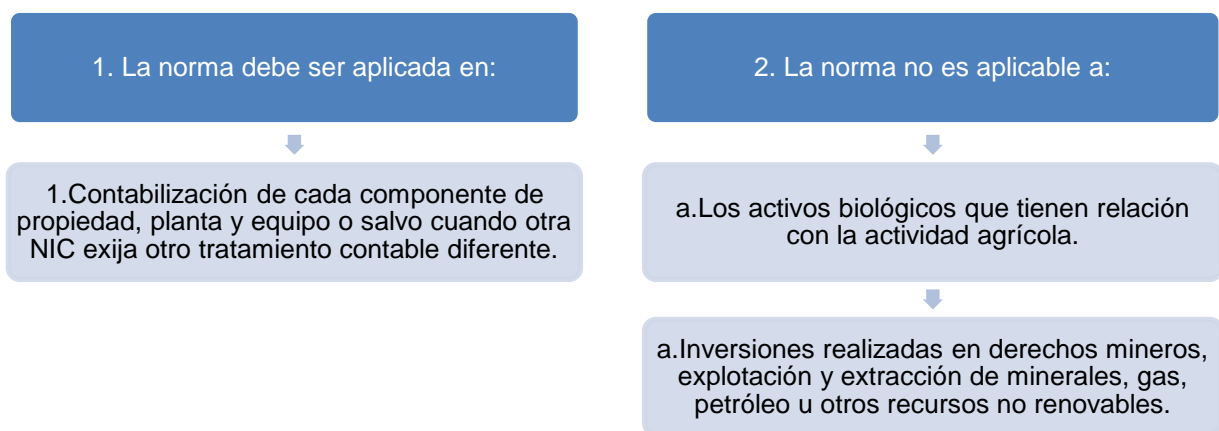 1. La norma debe ser aplicada en:
1.Contabilización de cada componente de
propiedad, planta y equipo o salvo cuando otra
NIC exija otro tratamiento contable diferente.
2. La norma no es aplicable a:
a.Los activos biológicos que tienen relación
con la actividad agrícola.
a.Inversiones realizadas en derechos mineros,
explotación y extracción de minerales, gas,
petróleo u otros recursos no renovables.